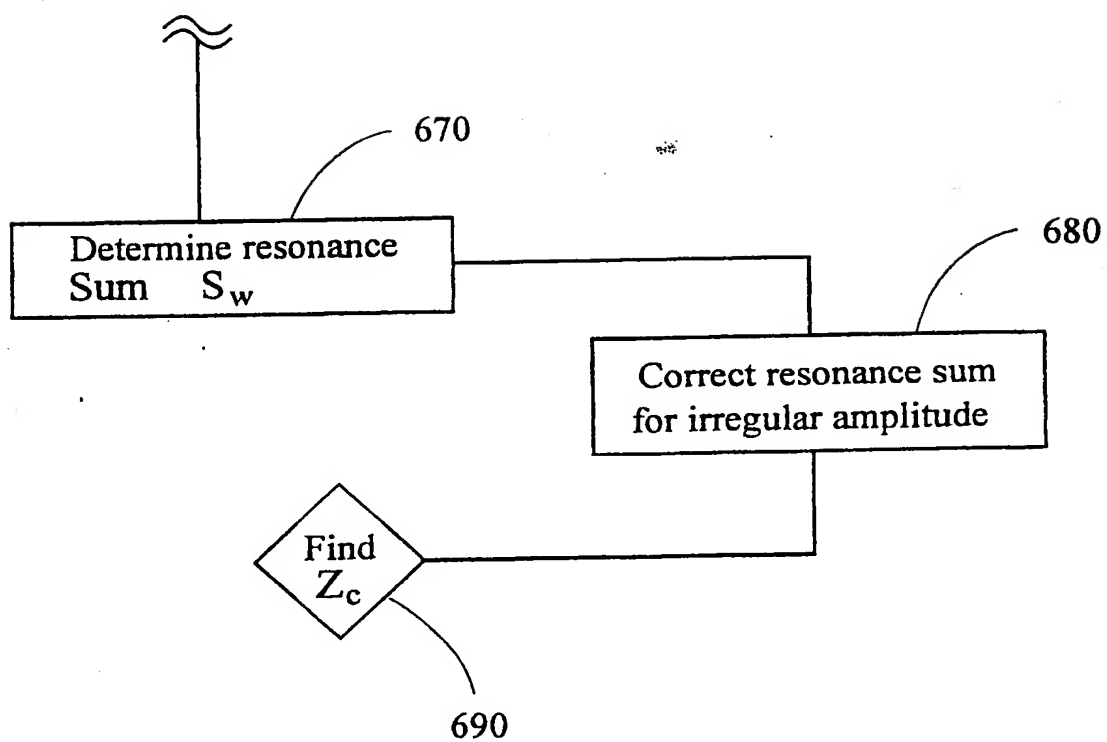 670
Determine resonance
Sum S_w
680
Correct resonance sum
for irregular amplitude
Find
Z_c
690